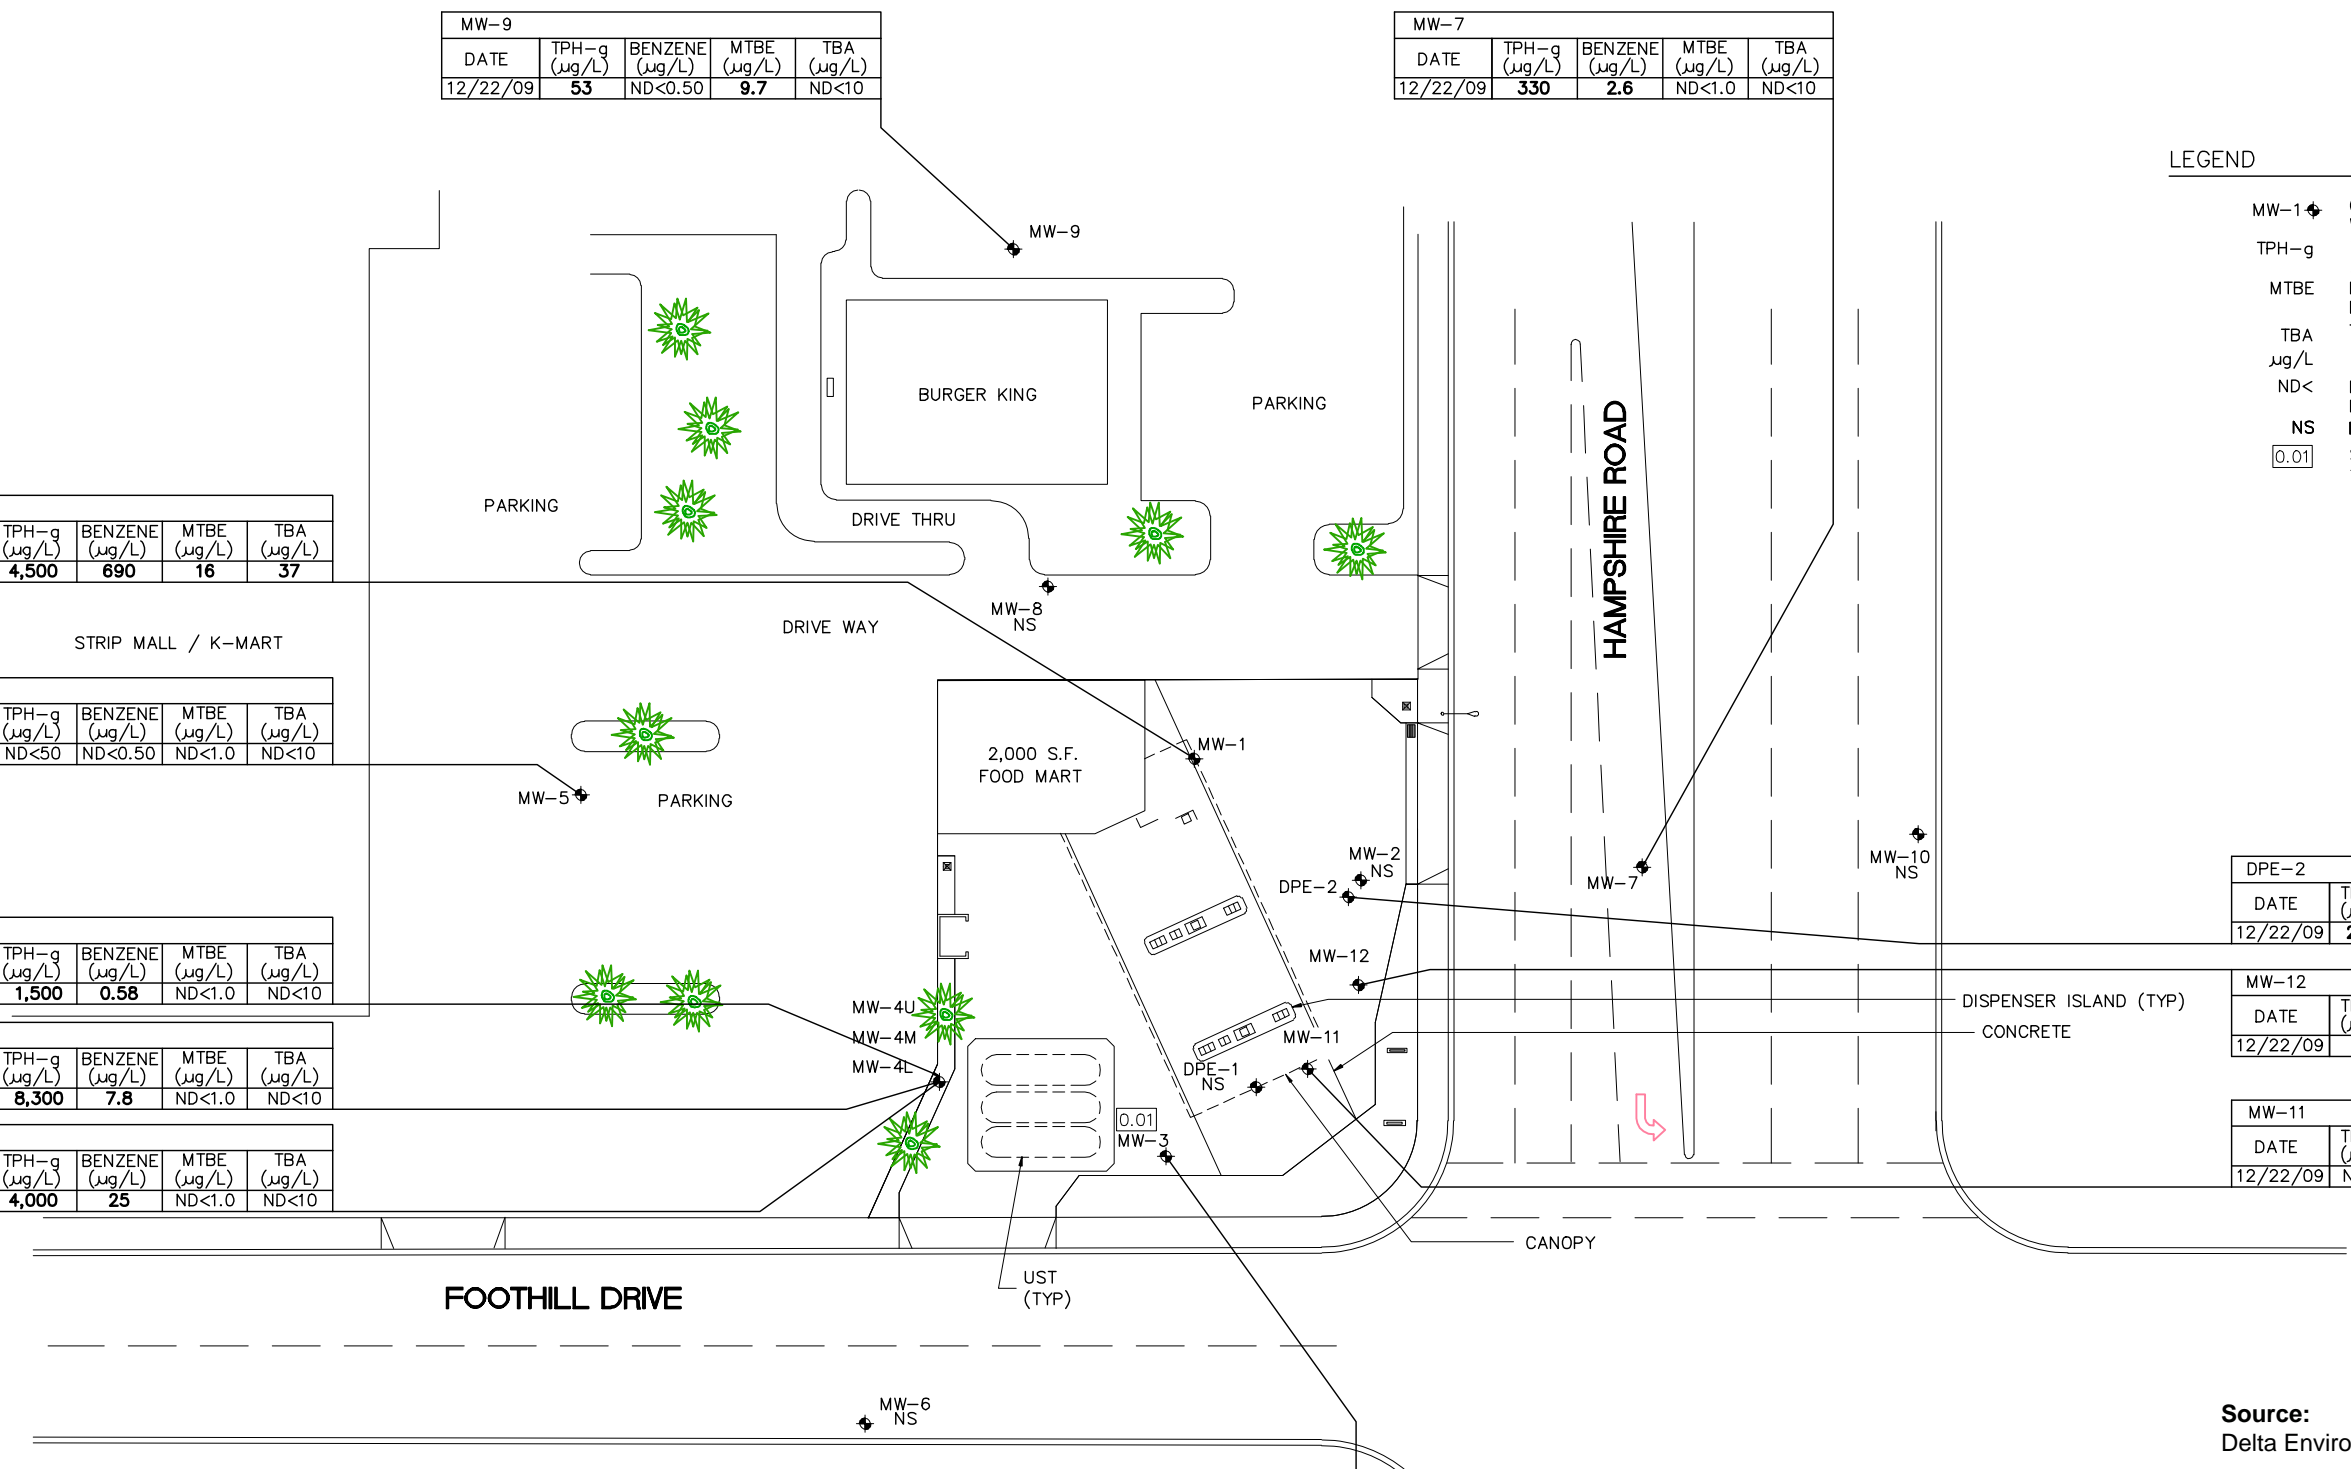 MW-9
DATE TPH-g (µg/L) BENZENE (µg/L) MTBE (µg/L) TBA (µg/L)
12/22/09 53 ND<0.50 9.7 ND<10
MW-7
DATE TPH-g (µg/L) BENZENE (µg/L) MTBE (µg/L) TBA (µg/L)
12/22/09 330 2.6 ND<1.0 ND<10
LEGEND
MW-1
TPH-g
MTBE
TBA
µg/L
ND<
NS
0.01
MW-9
BURGER KING
PARKING
HAMPSHIRE ROAD
PARKING
DRIVE THRU
TPH-g (µg/L) BENZENE (µg/L) MTBE (µg/L) TBA (µg/L)
4,500 690 16 37
MW-8
NS
DRIVE WAY
STRIP MALL / K-MART
TPH-g (µg/L) BENZENE (µg/L) MTBE (µg/L) TBA (µg/L)
ND<50 ND<0.50 ND<1.0 ND<10
2,000 S.F.
FOOD MART
MW-1
MW-5
PARKING
MW-2
NS
DPE-2
MW-7
MW-10
NS
DPE-2
DATE
12/22/09
TPH-g (µg/L) BENZENE (µg/L) MTBE (µg/L) TBA (µg/L)
1,500 0.58 ND<1.0 ND<10
MW-12
MW-12
DATE
12/22/09
MW-4U
MW-4M
MW-4L
DISPENSER ISLAND (TYP)
CONCRETE
MW-11
DPE-1
NS
TPH-g (µg/L) BENZENE (µg/L) MTBE (µg/L) TBA (µg/L)
8,300 7.8 ND<1.0 ND<10
0.01
MW-3
MW-11
DATE
12/22/09
TPH-g (µg/L) BENZENE (µg/L) MTBE (µg/L) TBA (µg/L)
4,000 25 ND<1.0 ND<10
CANOPY
UST
(TYP)
FOOTHILL DRIVE
MW-6
NS
Source:
Delta Enviro